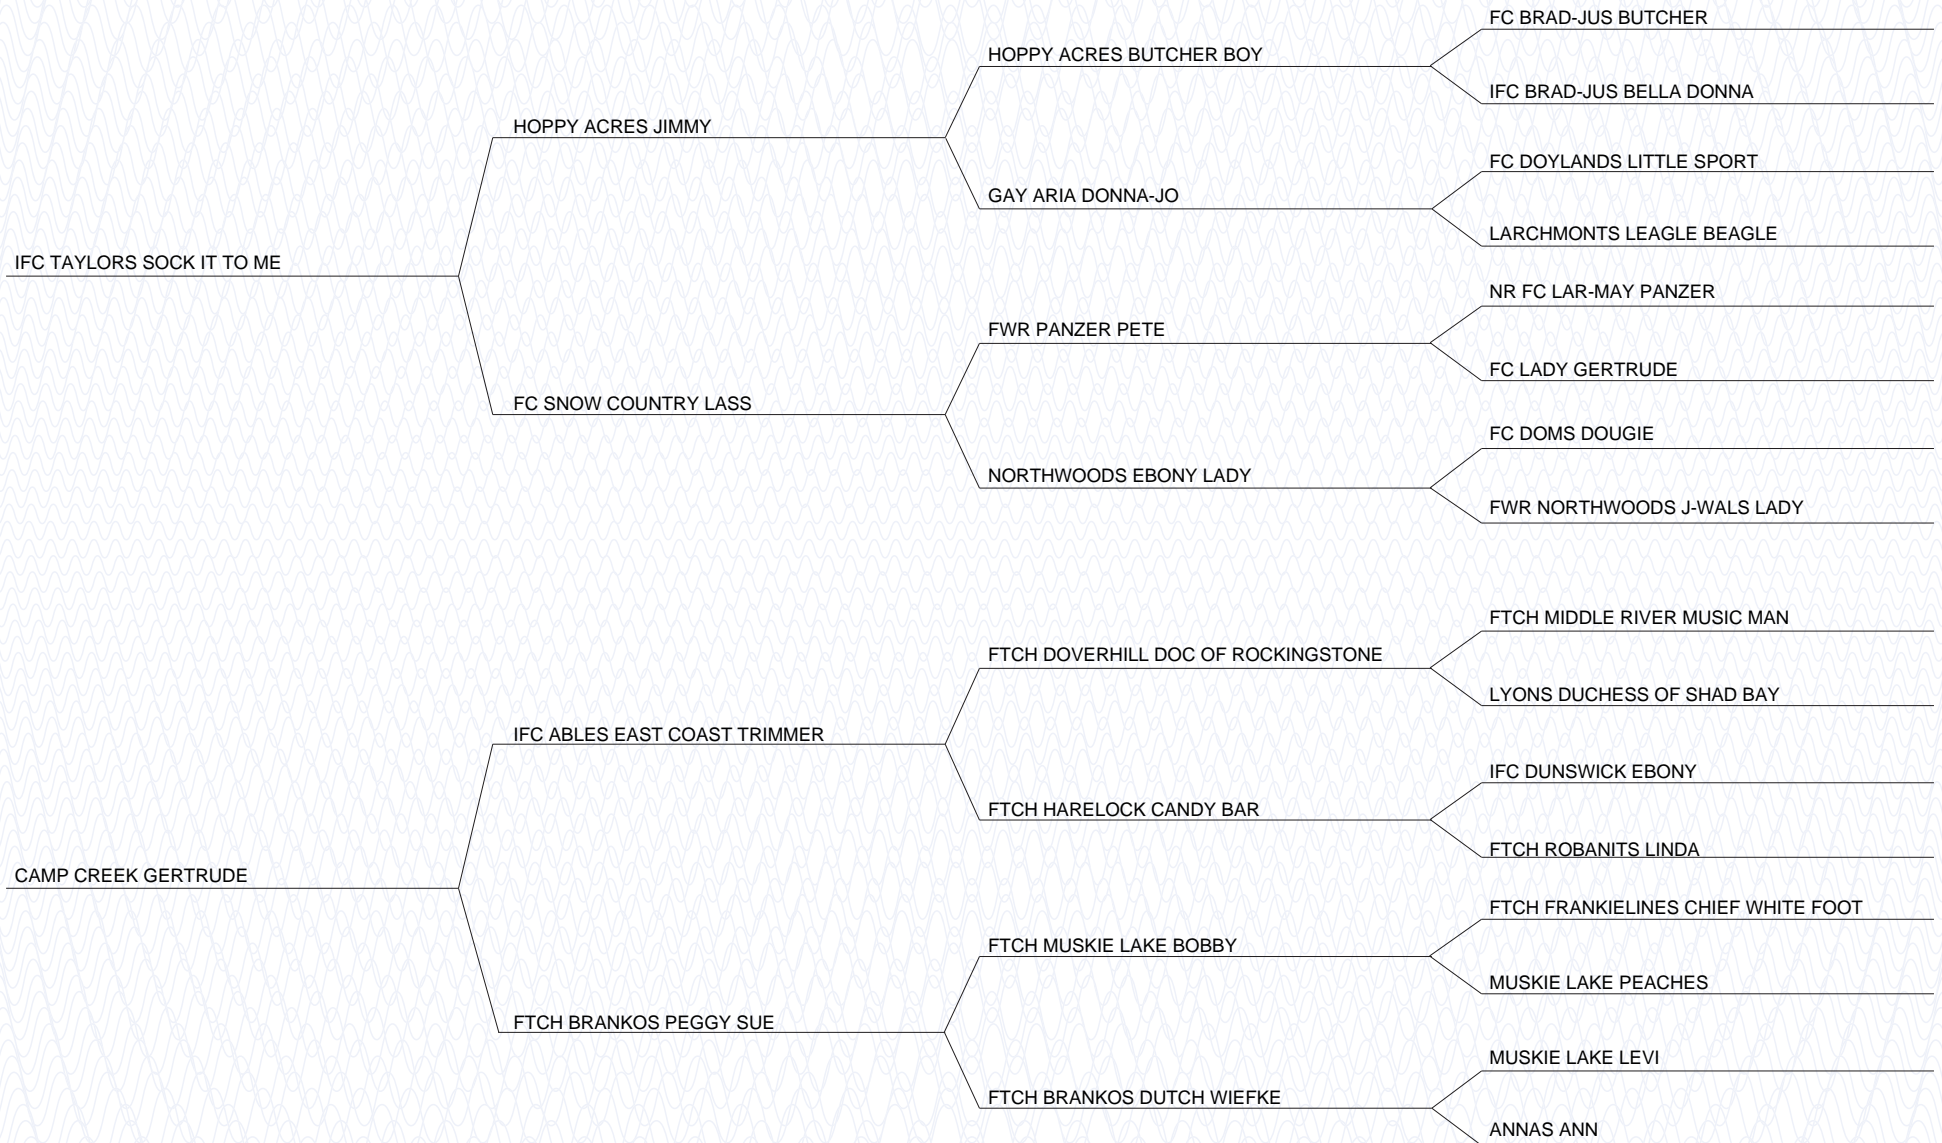 FC BRAD-JUS BUTCHER
HOPPY ACRES BUTCHER BOY
IFC BRAD-JUS BELLA DONNA
HOPPY ACRES JIMMY
FC DOYLANDS LITTLE SPORT
GAY ARIA DONNA-JO
LARCHMONTS LEAGLE BEAGLE
IFC TAYLORS SOCK IT TO ME
NR FC LAR-MAY PANZER
FWR PANZER PETE
FC LADY GERTRUDE
FC SNOW COUNTRY LASS
FC DOMS DOUGIE
NORTHWOODS EBONY LADY
FWR NORTHWOODS J-WALS LADY
FTCH MIDDLE RIVER MUSIC MAN
FTCH DOVERHILL DOC OF ROCKINGSTONE
LYONS DUCHESS OF SHAD BAY
IFC ABLES EAST COAST TRIMMER
IFC DUNSWICK EBONY
FTCH HARELOCK CANDY BAR
FTCH ROBANITS LINDA
CAMP CREEK GERTRUDE
FTCH FRANKIELINES CHIEF WHITE FOOT
FTCH MUSKIE LAKE BOBBY
MUSKIE LAKE PEACHES
FTCH BRANKOS PEGGY SUE
MUSKIE LAKE LEVI
FTCH BRANKOS DUTCH WIEFKE
ANNAS ANN